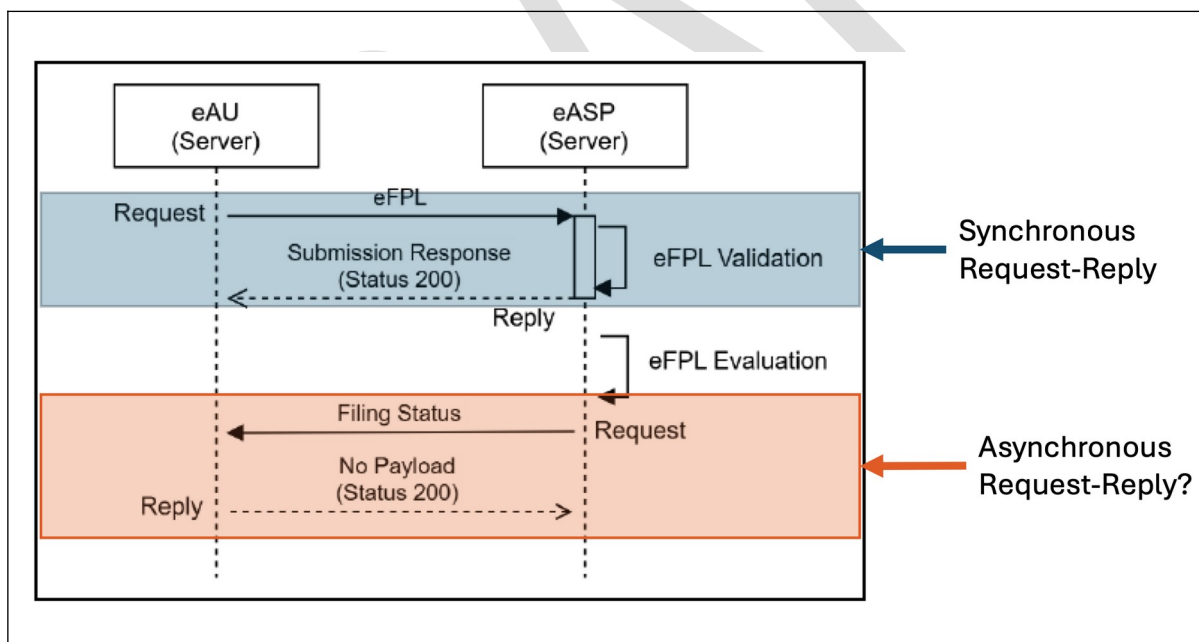 eAU
(Server)
eASP
(Server)
Request
eFPL
Submission Response
(Status 200)
eFPL Validation
Reply
Synchronous
Request-Reply
eFPL Evaluation
Filing Status
Request
No Payload
(Status 200)
Reply
Asynchronous
Request-Reply?